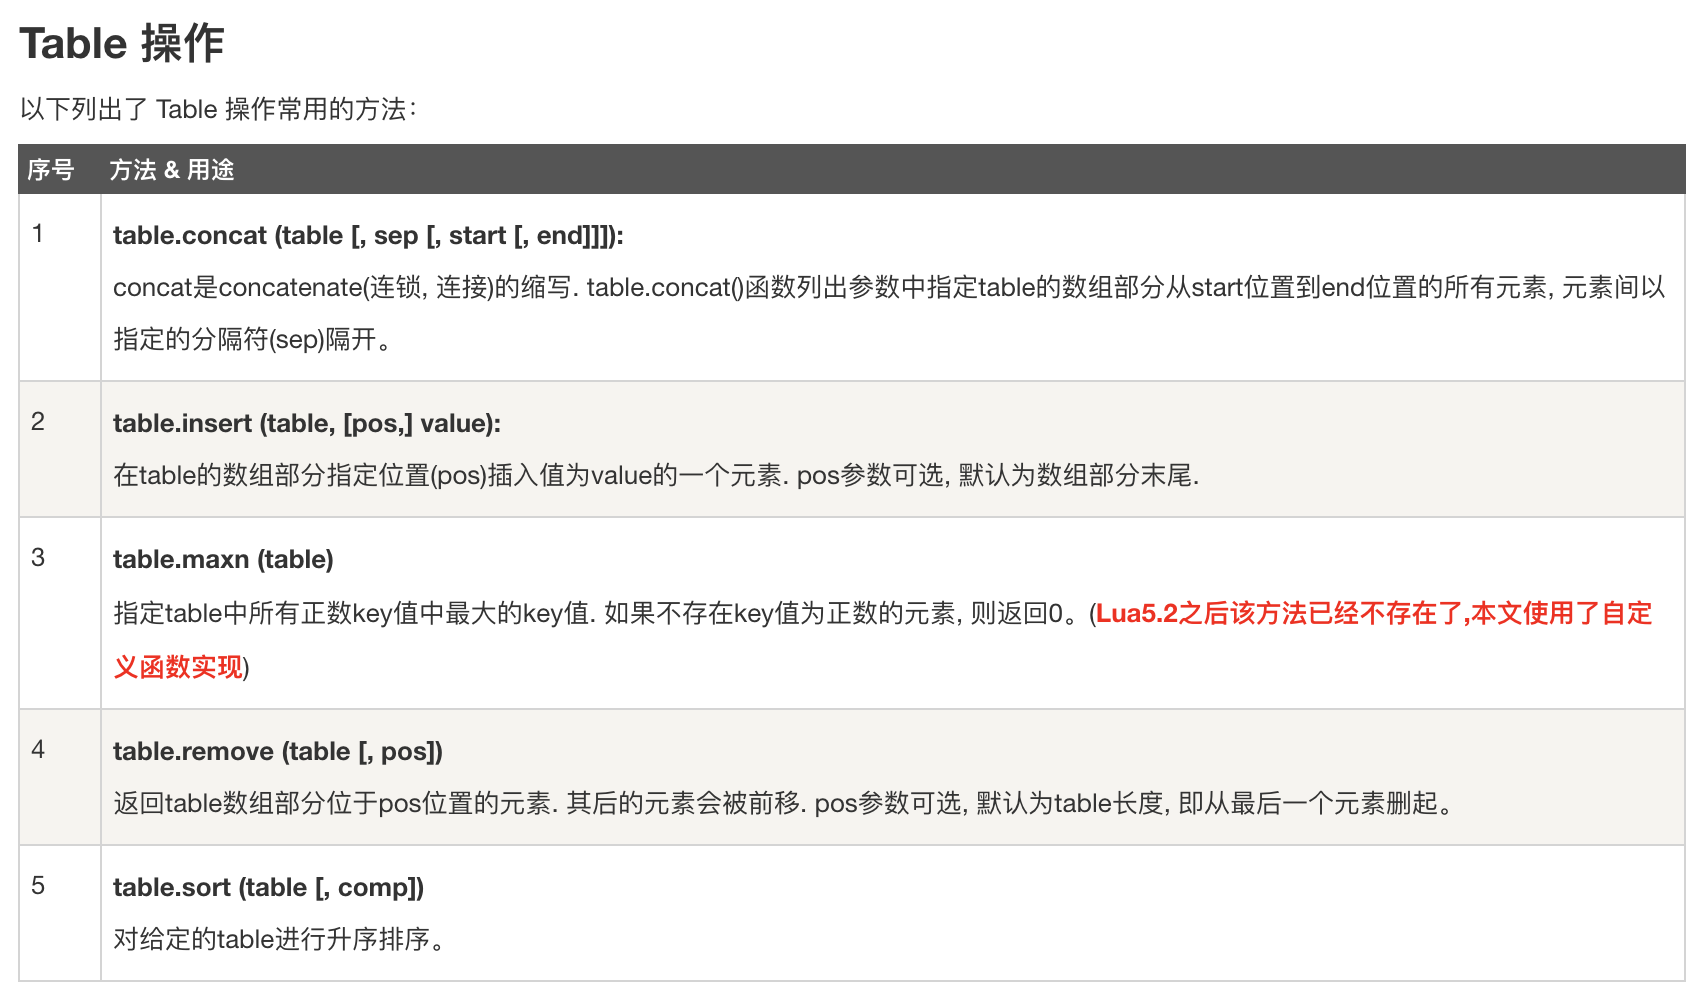 Table 操作
以下列出了 Table 操作常用的方法：
序号 方法 & 用途
1 table.concat (table [, sep [, start [, end]]]):
concat是concatenate(连锁, 连接)的缩写. table.concat()函数列出参数中指定table的数组部分从start位置到end位置的所有元素, 元素间以
指定的分隔符(sep)隔开。
2 table.insert (table, [pos,] value):
在table的数组部分指定位置(pos)插入值为value的一个元素. pos参数可选, 默认为数组部分末尾.
3 table.maxn (table)
指定table中所有正数key值中最大的key值. 如果不存在key值为正数的元素, 则返回0。(Lua5.2之后该方法已经不存在了,本文使用了自定
义函数实现)
4 table.remove (table [, pos])
返回table数组部分位于pos位置的元素. 其后的元素会被前移. pos参数可选, 默认为table长度, 即从最后一个元素删起。
5 table.sort (table [, comp])
对给定的table进行升序排序。